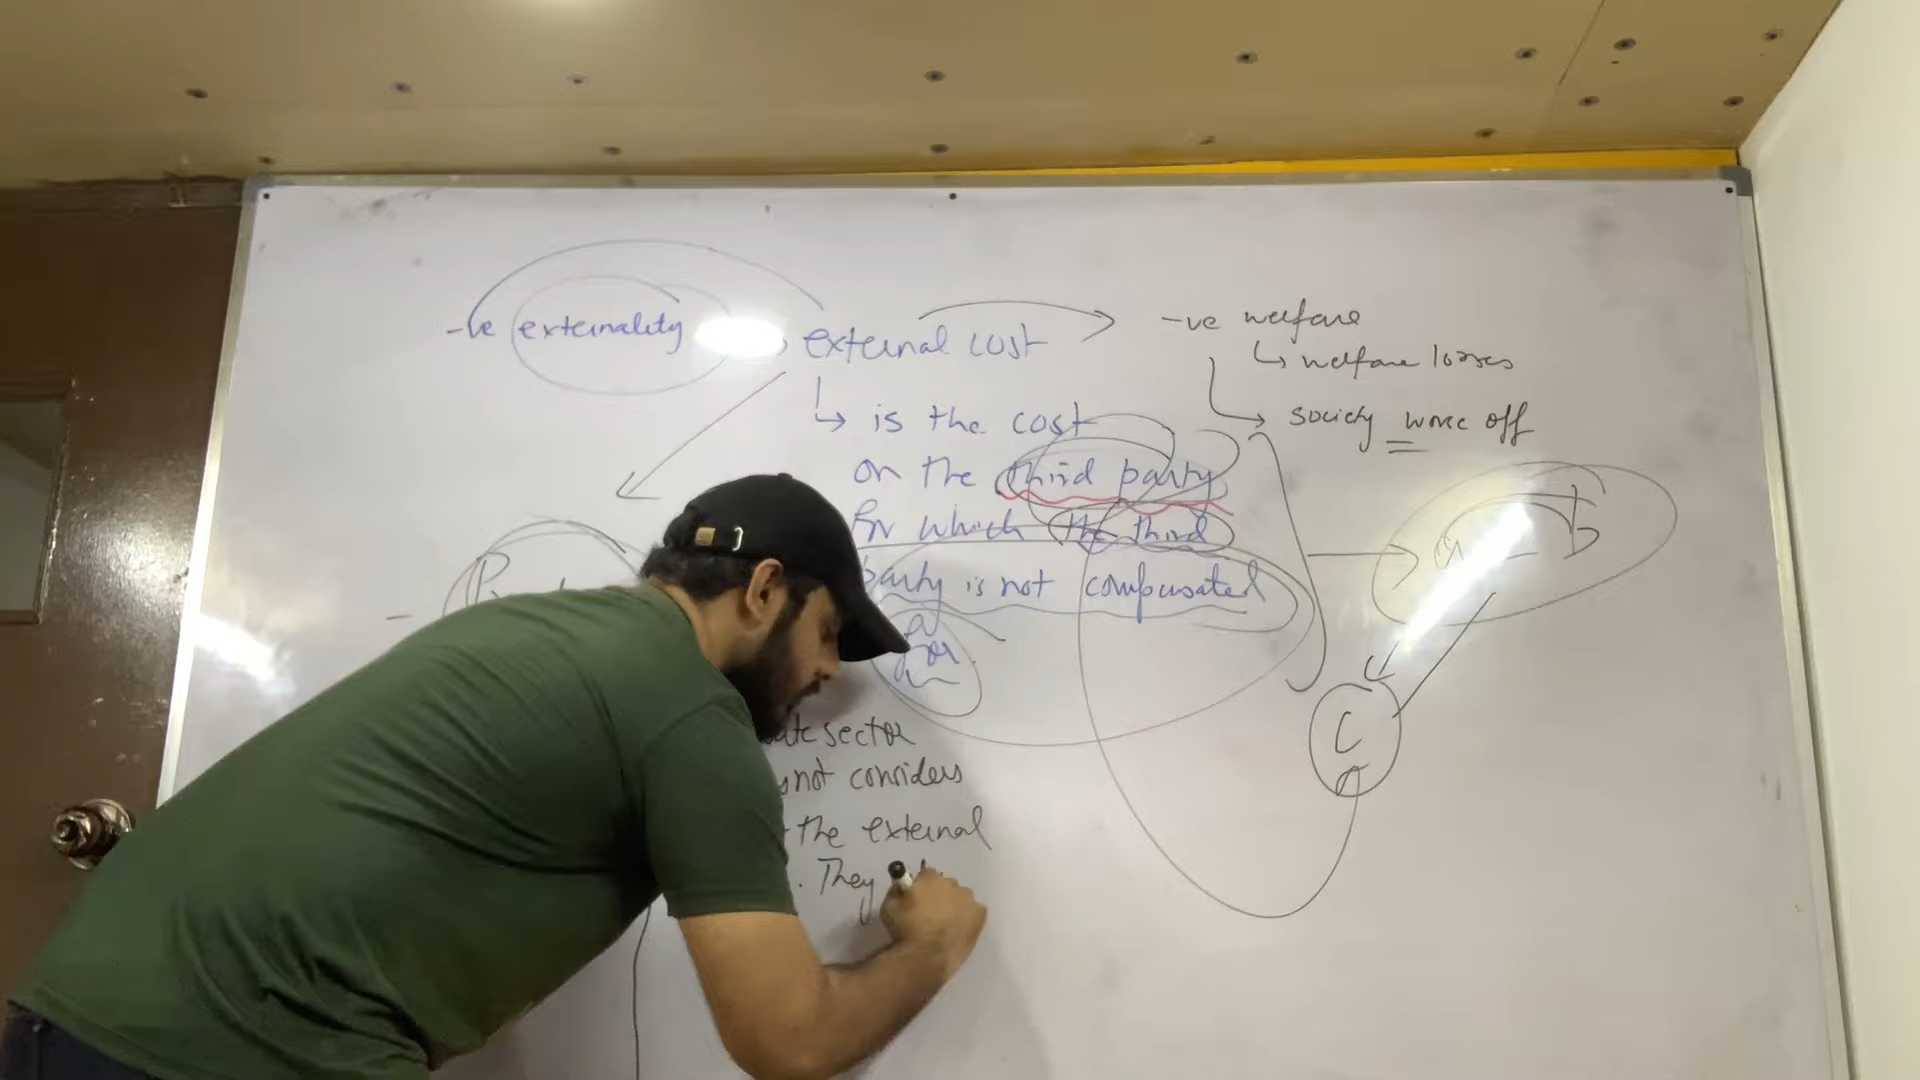 -ve externality
external cost
-ve welfare
↳ welfare losses
↳ is the cost
society worse off
on the third party
for which the third
a — b
party is not compensated
for.
C
sector
not considers
the external
. They